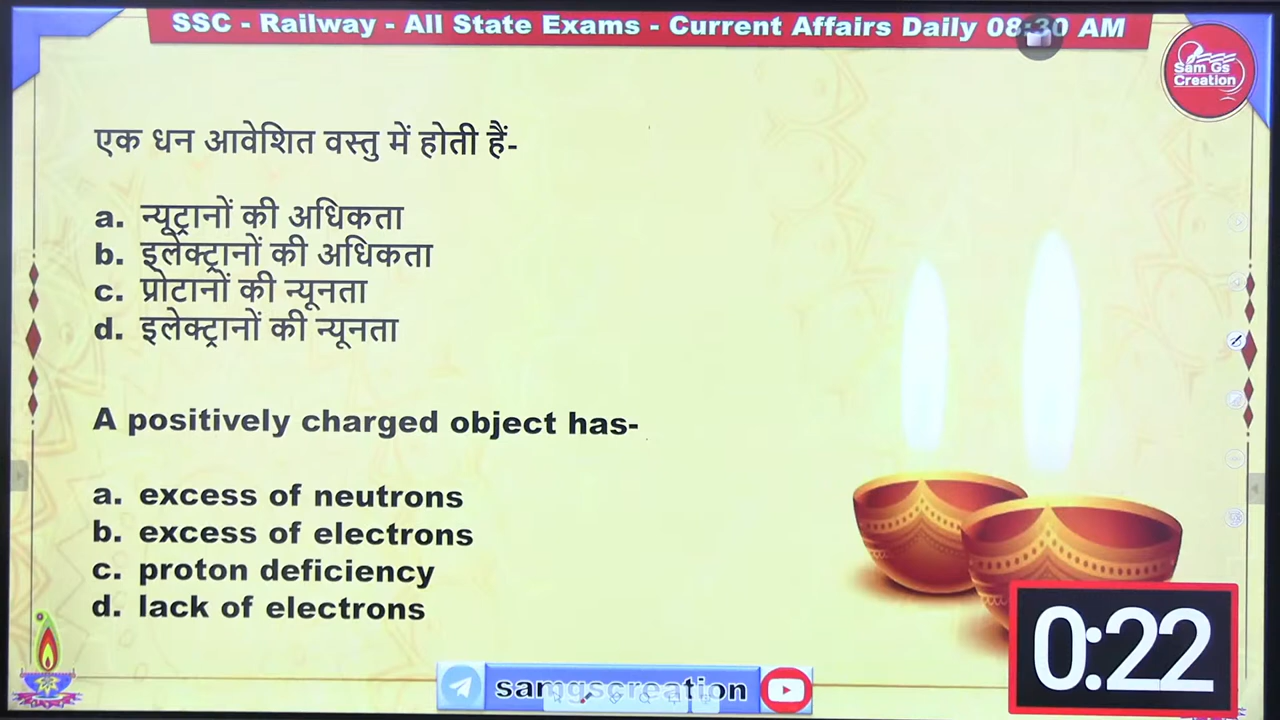 SSC - Railway - All State Exams - Current Affairs Daily 08:30 AM
Sam Gs
Creation
एक धन आवेशित वस्तु में होती हैं-
a. न्यूट्रानों की अधिकता
b. इलेक्ट्रानों की अधिकता
c. प्रोटानों की न्यूनता
d. इलेक्ट्रानों की न्यूनता
A positively charged object has-
a. excess of neutrons
b. excess of electrons
c. proton deficiency
d. lack of electrons
0:22
samgscreation